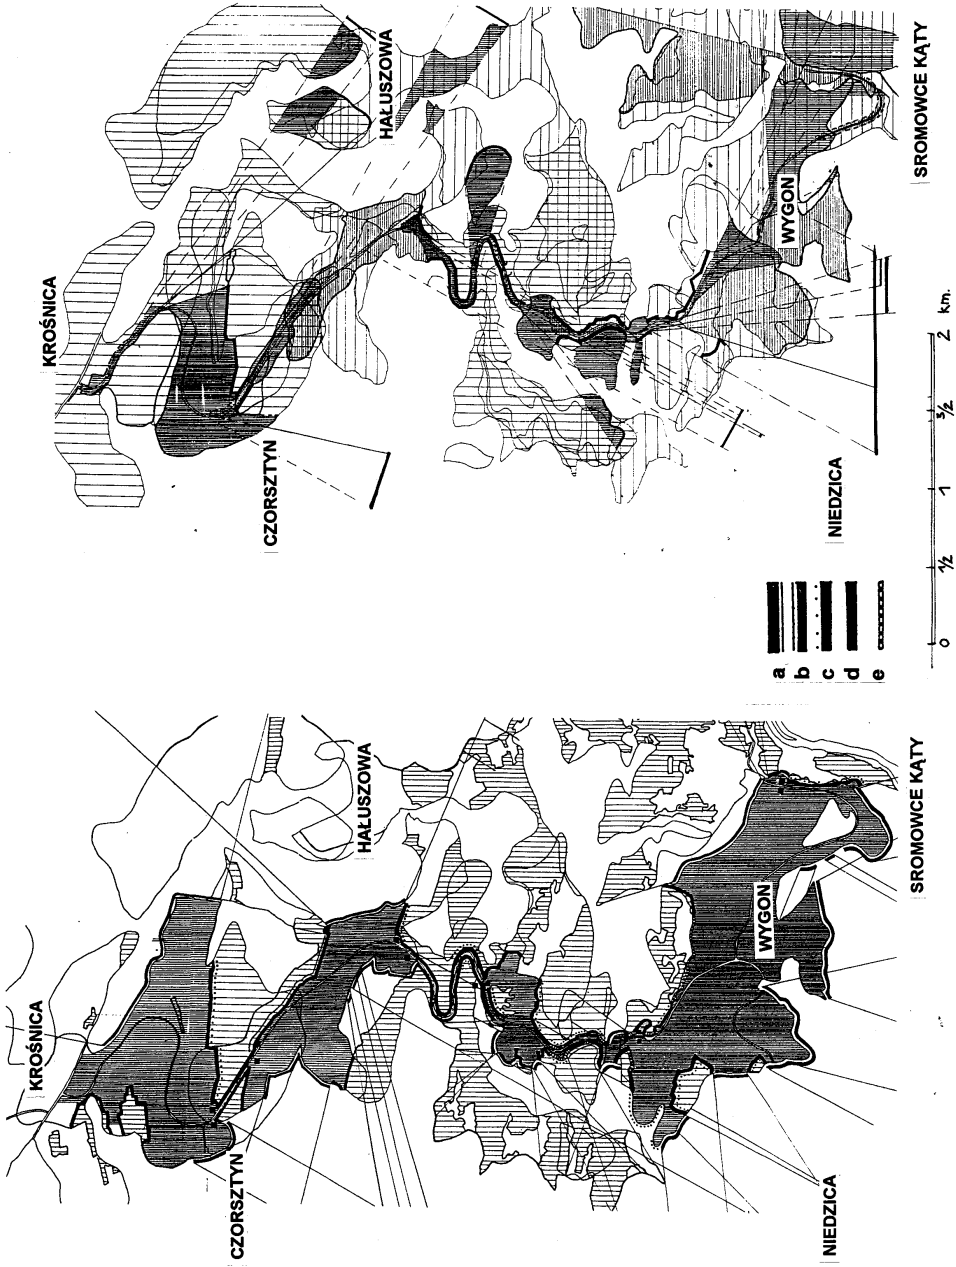 KROŚNICA
CZORSZTYN
HAŁUSZOWA
WYGON
NIEDZICA
SROMOWCE KĄTY
KROŚNICA
CZORSZTYN
HAŁUSZOWA
WYGON
NIEDZICA
SROMOWCE KĄTY
a
b
c
d
e
0 1/2 1 3/2 2 km.